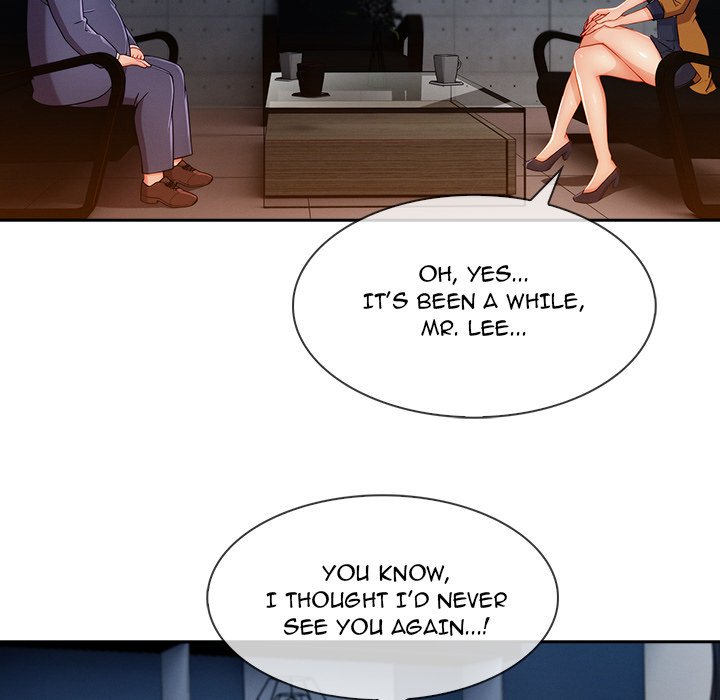 OH, YES...
IT'S BEEN A WHILE,
MR. LEE...
YOU KNOW,
I THOUGHT I'D NEVER
SEE YOU AGAIN...!